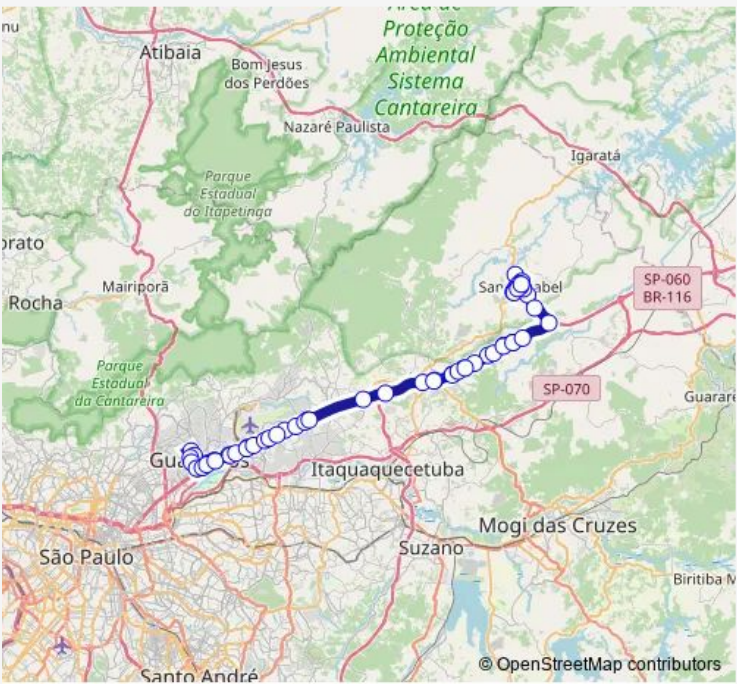 Proteção
Ambiental
Sistema
Cantareira
Atibaia
Bom Jesus
dos Perdões
Nazaré Paulista
Igaratá
Parque
Estadual
do Itapetinga
Mairiporã
Rocha
SP-060
BR-116
Parque
Estadual
da Cantareira
SP-070
Itaquaquecetuba
Mogi das Cruzes
São Paulo
Suzano
Santo André
© OpenStreetMap contributors